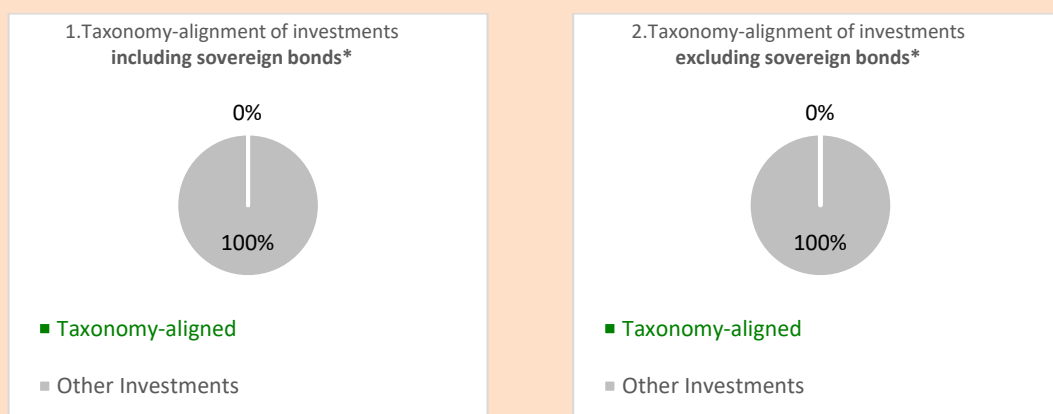 1.Taxonomy-alignment of investments
including sovereign bonds*
0%
100%
Taxonomy-aligned
Other Investments
2.Taxonomy-alignment of investments
excluding sovereign bonds*
0%
100%
Taxonomy-aligned
Other Investments